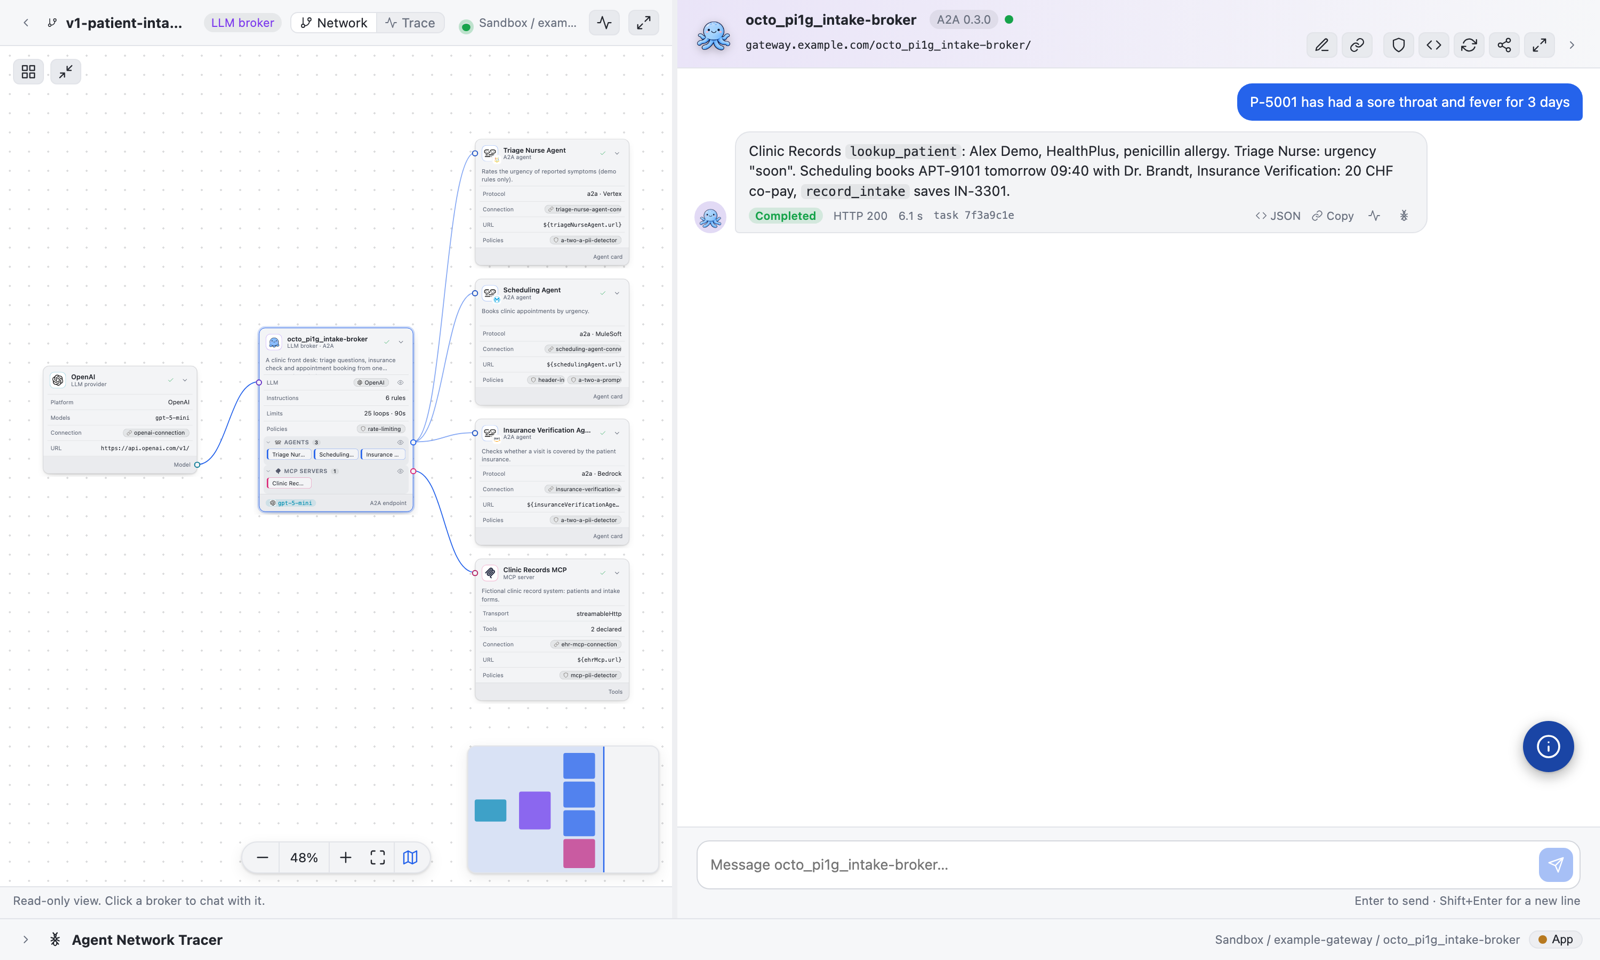 v1-patient-inta...
LLM broker
Network
Trace
Sandbox / exam...
Triage Nurse Agent
A2A agent
Rates the urgency of reported symptoms (demo
rules only).
Protocol
a2a · Vertex
Connection
triage-nurse-agent-con
URL
${triageNurseAgent.url}
Policies
a-two-a-pii-detector
Agent card
Scheduling Agent
A2A agent
Books clinic appointments by urgency.
Protocol
a2a · MuleSoft
Connection
scheduling-agent-conne
URL
${schedulingAgent.url}
Policies
header-in
a-two-a-prompt
Agent card
octo_pi1g_intake-broker
LLM broker · A2A
A clinic front desk: triage questions, insurance
check and appointment booking from one...
LLM
OpenAI
Instructions
6 rules
Limits
25 loops · 90s
Policies
rate-limiting
AGENTS 3
Triage Nur...
Scheduling...
Insurance ...
MCP SERVERS 1
Clinic Rec...
gpt-5-mini
A2A endpoint
OpenAI
LLM provider
Platform
OpenAI
Models
gpt-5-mini
Connection
openai-connection
URL
https://api.openai.com/v1/
Model
Insurance Verification Ag...
A2A agent
Checks whether a visit is covered by the patient
insurance.
Protocol
a2a · Bedrock
Connection
insurance-verification-a
URL
${insuranceVerificationAge...
Policies
a-two-a-pii-detector
Agent card
Clinic Records MCP
MCP server
Fictional clinic record system: patients and intake
forms.
Transport
streamableHttp
Tools
2 declared
Connection
ehr-mcp-connection
URL
${ehrMcp.url}
Policies
mcp-pii-detector
Tools
48%
Read-only view. Click a broker to chat with it.
octo_pi1g_intake-broker
A2A 0.3.0
gateway.example.com/octo_pi1g_intake-broker/
P-5001 has had a sore throat and fever for 3 days
Clinic Records lookup_patient: Alex Demo, HealthPlus, penicillin allergy. Triage Nurse: urgency
"soon". Scheduling books APT-9101 tomorrow 09:40 with Dr. Brandt, Insurance Verification: 20 CHF
co-pay, record_intake saves IN-3301.
Completed
HTTP 200
6.1 s
task 7f3a9c1e
JSON
Copy
Message octo_pi1g_intake-broker...
Enter to send · Shift+Enter for a new line
Agent Network Tracer
Sandbox / example-gateway / octo_pi1g_intake-broker
App